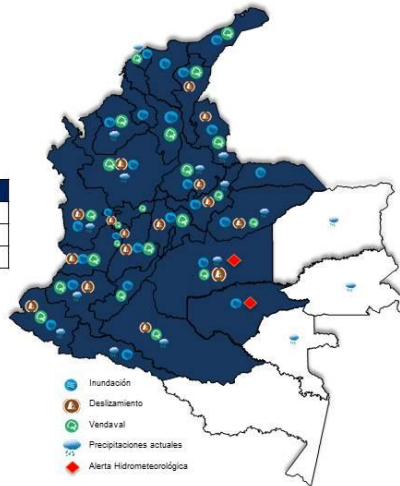 Inundación
Deslizamiento
Vendaval
Precipitaciones actuales
Alerta Hidrometeorológica